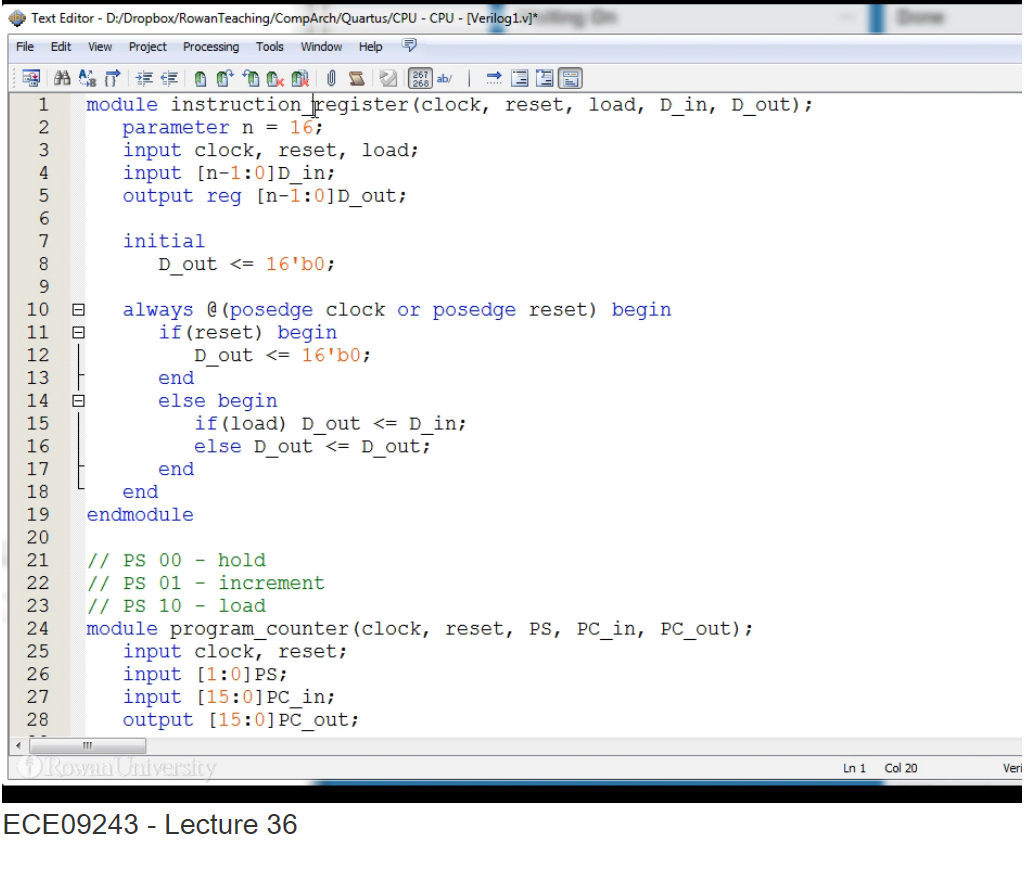 Text Editor - D:/Dropbox/RowanTeaching/CompArch/Quartus/CPU - CPU - [Verilog1.v]*
Done
File Edit View Project Processing Tools Window Help
267
268
ab/
1 module instruction_register(clock, reset, load, D_in, D_out);
2 parameter n = 16;
3 input clock, reset, load;
4 input [n-1:0]D_in;
5 output reg [n-1:0]D_out;
6
7 initial
8 D_out <= 16'b0;
9
10 always @(posedge clock or posedge reset) begin
11 if(reset) begin
12 D_out <= 16'b0;
13 end
14 else begin
15 if(load) D_out <= D_in;
16 else D_out <= D_out;
17 end
18 end
19 endmodule
20
21 // PS 00 - hold
22 // PS 01 - increment
23 // PS 10 - load
24 module program_counter(clock, reset, PS, PC_in, PC_out);
25 input clock, reset;
26 input [1:0]PS;
27 input [15:0]PC_in;
28 output [15:0]PC_out;
Rowan University
Ln 1 Col 20 Veri
ECE09243 - Lecture 36